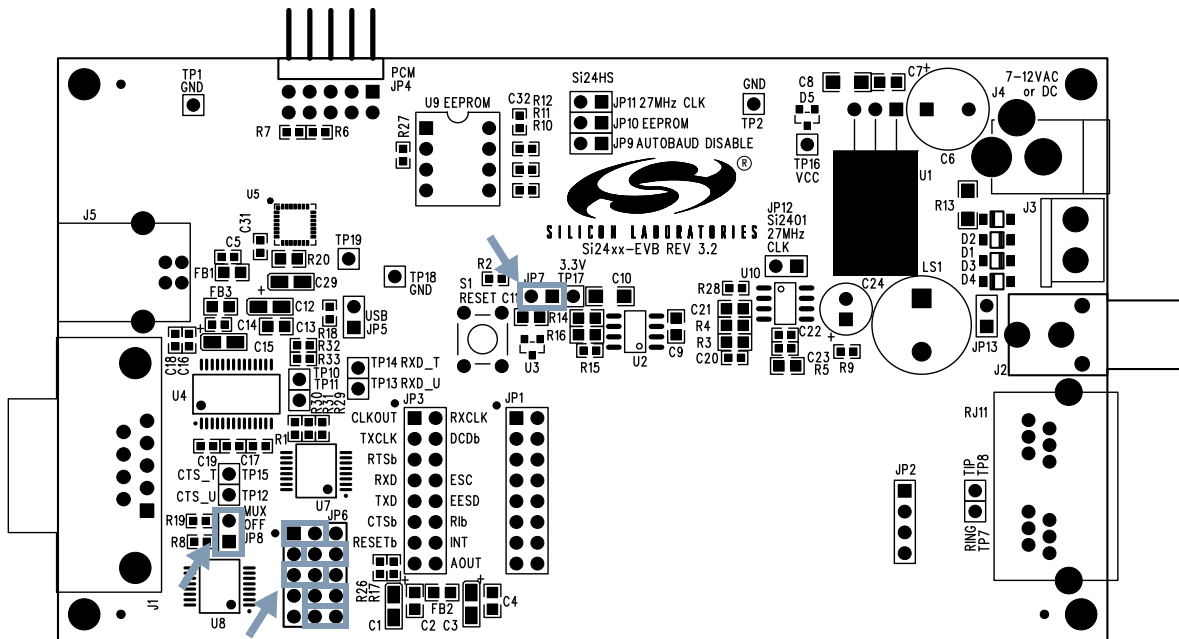 TP1
GND
PCM
JP4
R7
R6
U9 EEPROM
R27
C32
R12
R11
R10
Si24HS
JP11 27MHz CLK
JP10 EEPROM
JP9 AUTOBAUD DISABLE
GND
TP2
C8
D5
TP16
VCC
C7
+
C6
7-12VAC
or DC
J4
U1
R13
J3
D2
D1
D3
D4
®
SILICON LABORATORIES
Si24xx-EVB REV 3.2
JP12
Si2401
27MHz
CLK
J5
U5
C31
C5
FB1
R20
C29
TP19
TP18
GND
FB3
+
C12
C14
C13
+
C15
C18
C16
R18
USB
JP5
R32
R33
R2
S1
RESET
C11
JP7
3.3V
TP17
C10
R14
R16
R15
U3
U2
C9
R28
U10
C21
R4
R3
C20
C22
C23
R5
C24
+
R9
LS1
JP13
J2
U4
TP10
TP11
TP14 RXD_T
TP13 RXD_U
R30
R31
R29
R1
C19
C17
CTS_T
TP15
CTS_U
TP12
U7
R19
MUX
OFF
JP8
R8
U8
J1
JP6
JP3
JP1
CLKOUT
RXCLK
TXCLK
DCDb
RTSb
RXD
ESC
TXD
EESD
CTSb
RIb
RESETb
INT
AOUT
R26
R17
C1
+
C2
FB2
C3
+
C4
JP2
RJ11
TIP
TP8
RING
TP7